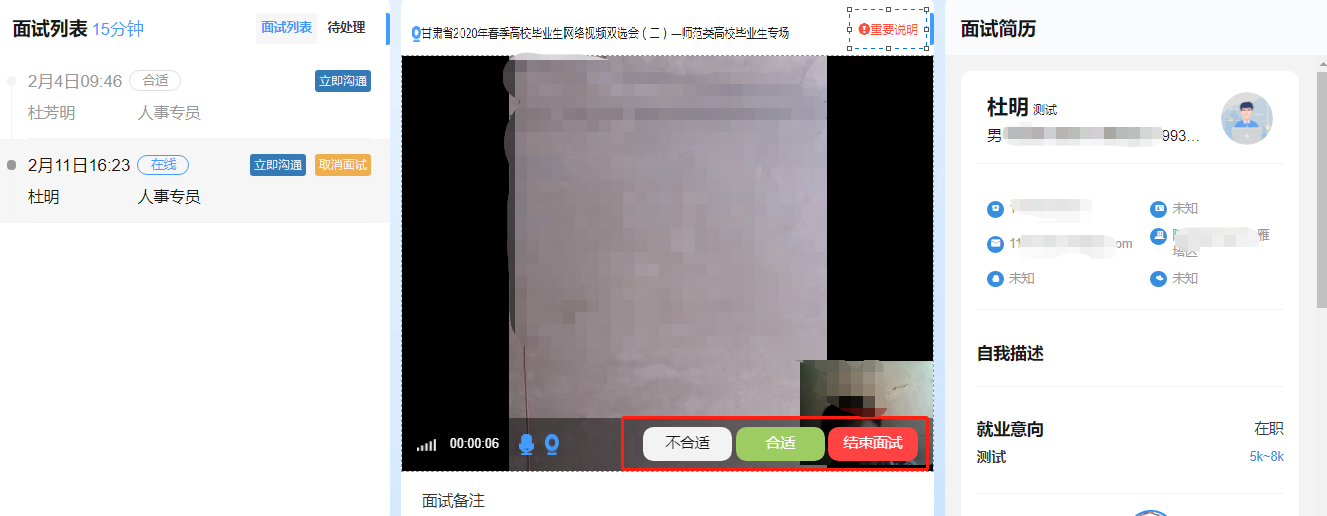 面试列表 15分钟
面试列表 待处理
2月4日09:46 合适 立即沟通
杜芳明 人事专员
2月11日16:23 在线 立即沟通 取消面试
杜明 人事专员
甘肃省2020年春季高校毕业生网络视频双选会（二）—师范类高校毕业生专场
重要说明
00:00:06
不合适 合适 结束面试
面试备注
面试简历
杜明 测试
男 993...
未知
11 om 雁
塔区
未知 未知
自我描述
就业意向 在职
测试 5k~8k